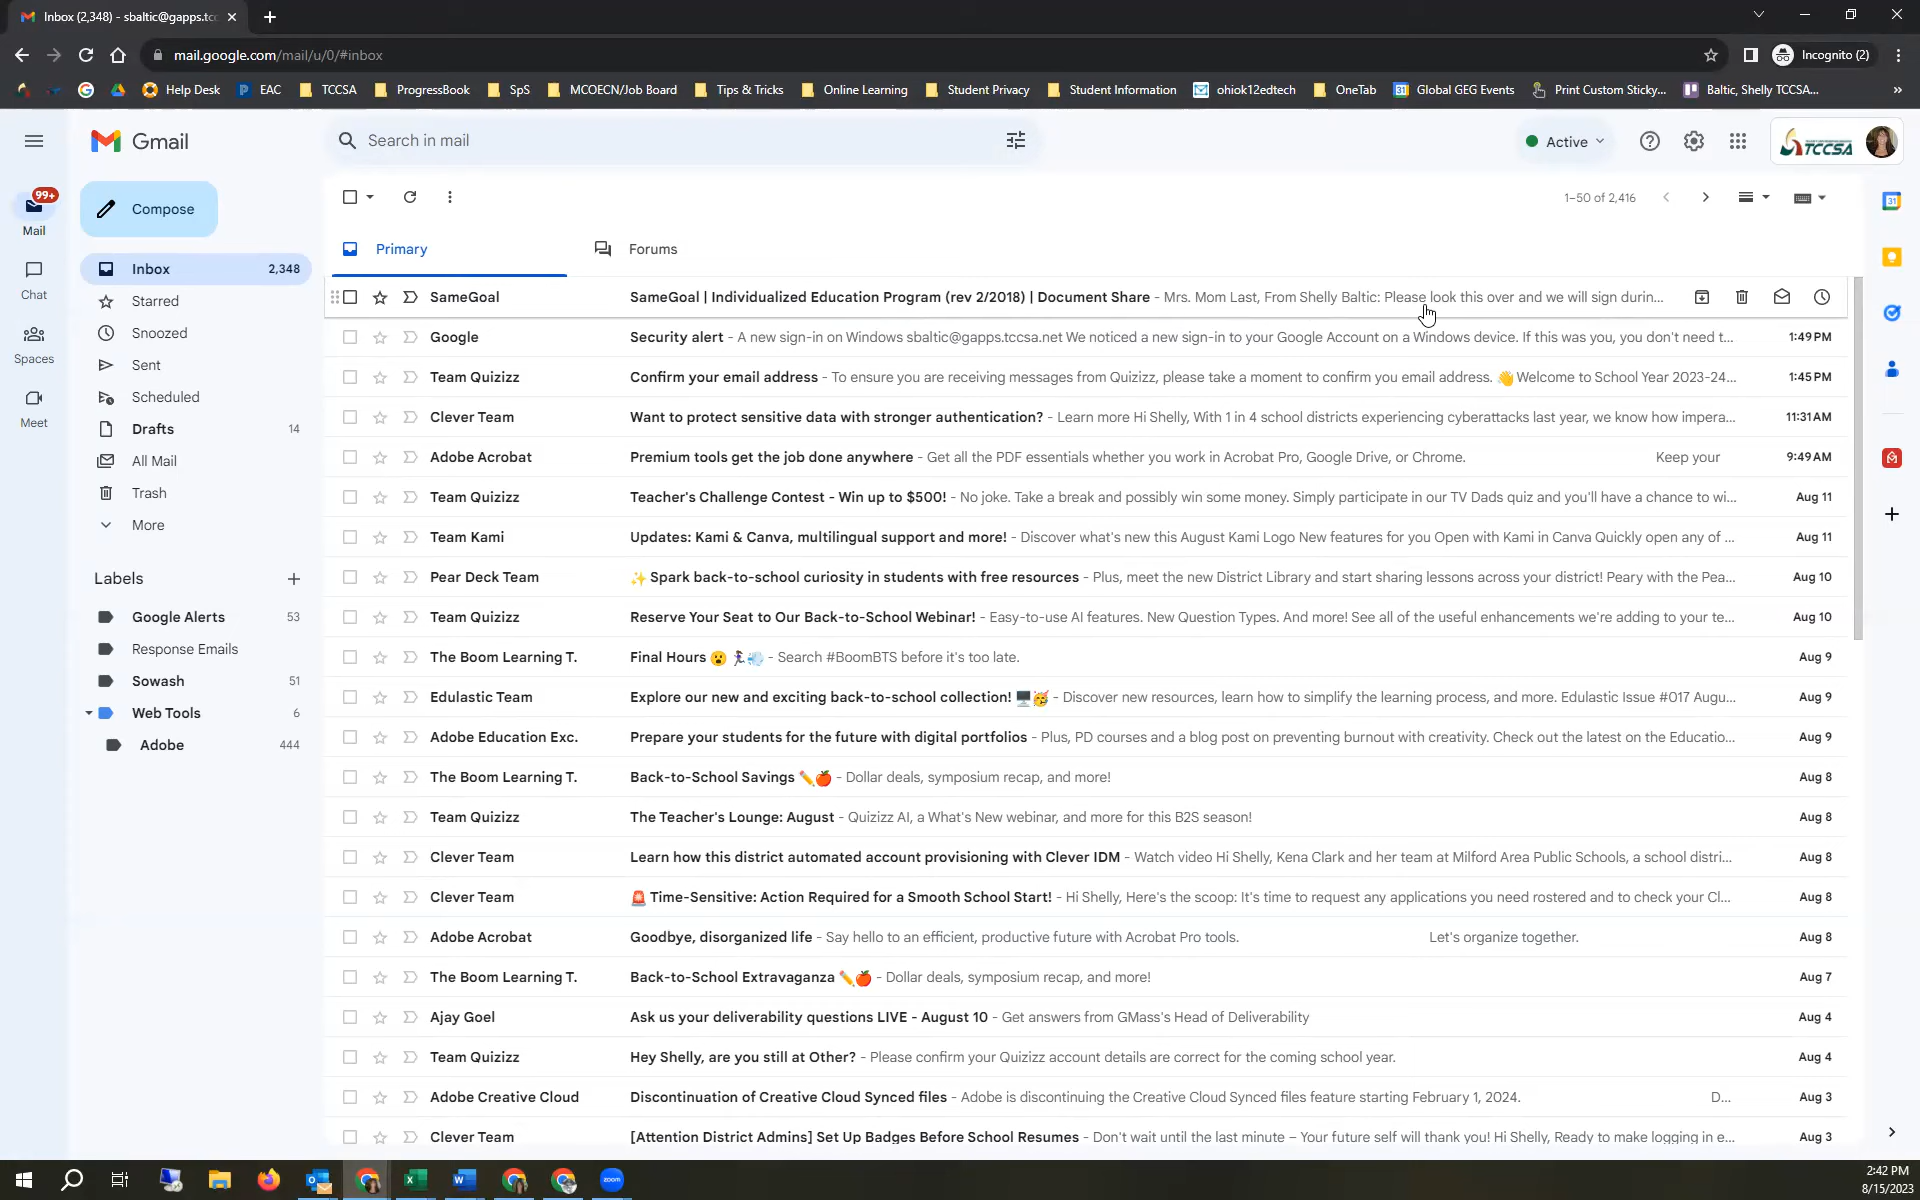 Inbox (2,348) - sbaltic@gapps.tcc
mail.google.com/mail/u/0/#inbox
Incognito (2)
Help Desk
EAC
TCCSA
ProgressBook
SpS
MCOECN/Job Board
Tips & Tricks
Online Learning
Student Privacy
Student Information
ohiok12edtech
OneTab
Global GEG Events
Print Custom Sticky...
Baltic, Shelly TCCSA...
»
Gmail
Search in mail
Active
TCCSA
99+
Mail
Chat
Spaces
Meet
Compose
Inbox 2,348
Starred
Snoozed
Sent
Scheduled
Drafts 14
All Mail
Trash
More
Labels
Google Alerts 53
Response Emails
Sowash 51
Web Tools 6
Adobe 444
1–50 of 2,416
Primary
Forums
SameGoal SameGoal | Individualized Education Program (rev 2/2018) | Document Share - Mrs. Mom Last, From Shelly Baltic: Please look this over and we will sign durin...
Google Security alert - A new sign-in on Windows sbaltic@gapps.tccsa.net We noticed a new sign-in to your Google Account on a Windows device. If this was you, you don't need t... 1:49 PM
Team Quizizz Confirm your email address - To ensure you are receiving messages from Quizizz, please take a moment to confirm you email address. 👋 Welcome to School Year 2023-24... 1:45 PM
Clever Team Want to protect sensitive data with stronger authentication? - Learn more Hi Shelly, With 1 in 4 school districts experiencing cyberattacks last year, we know how impera... 11:31 AM
Adobe Acrobat Premium tools get the job done anywhere - Get all the PDF essentials whether you work in Acrobat Pro, Google Drive, or Chrome. Keep your 9:49 AM
Team Quizizz Teacher's Challenge Contest - Win up to $500! - No joke. Take a break and possibly win some money. Simply participate in our TV Dads quiz and you'll have a chance to wi... Aug 11
Team Kami Updates: Kami & Canva, multilingual support and more! - Discover what's new this August Kami Logo New features for you Open with Kami in Canva Quickly open any of ... Aug 11
Pear Deck Team ✨ Spark back-to-school curiosity in students with free resources - Plus, meet the new District Library and start sharing lessons across your district! Peary with the Pea... Aug 10
Team Quizizz Reserve Your Seat to Our Back-to-School Webinar! - Easy-to-use AI features. New Question Types. And more! See all of the useful enhancements we're adding to your te... Aug 10
The Boom Learning T. Final Hours 😮 🏃‍♀️💨 - Search #BoomBTS before it's too late. Aug 9
Edulastic Team Explore our new and exciting back-to-school collection! 🖥️🥳 - Discover new resources, learn how to simplify the learning process, and more. Edulastic Issue #017 Augu... Aug 9
Adobe Education Exc. Prepare your students for the future with digital portfolios - Plus, PD courses and a blog post on preventing burnout with creativity. Check out the latest on the Educatio... Aug 9
The Boom Learning T. Back-to-School Savings ✏️🍎 - Dollar deals, symposium recap, and more! Aug 8
Team Quizizz The Teacher's Lounge: August - Quizizz AI, a What's New webinar, and more for this B2S season! Aug 8
Clever Team Learn how this district automated account provisioning with Clever IDM - Watch video Hi Shelly, Kena Clark and her team at Milford Area Public Schools, a school distri... Aug 8
Clever Team 🚨 Time-Sensitive: Action Required for a Smooth School Start! - Hi Shelly, Here's the scoop: It's time to request any applications you need rostered and to check your Cl... Aug 8
Adobe Acrobat Goodbye, disorganized life - Say hello to an efficient, productive future with Acrobat Pro tools. Let's organize together. Aug 8
The Boom Learning T. Back-to-School Extravaganza ✏️🍎 - Dollar deals, symposium recap, and more! Aug 7
Ajay Goel Ask us your deliverability questions LIVE - August 10 - Get answers from GMass's Head of Deliverability Aug 4
Team Quizizz Hey Shelly, are you still at Other? - Please confirm your Quizizz account details are correct for the coming school year. Aug 4
Adobe Creative Cloud Discontinuation of Creative Cloud Synced files - Adobe is discontinuing the Creative Cloud Synced files feature starting February 1, 2024. D... Aug 3
Clever Team [Attention District Admins] Set Up Badges Before School Resumes - Don't wait until the last minute – Your future self will thank you! Hi Shelly, Ready to make logging in e... Aug 3
31
zoom
2:42 PM
8/15/2023